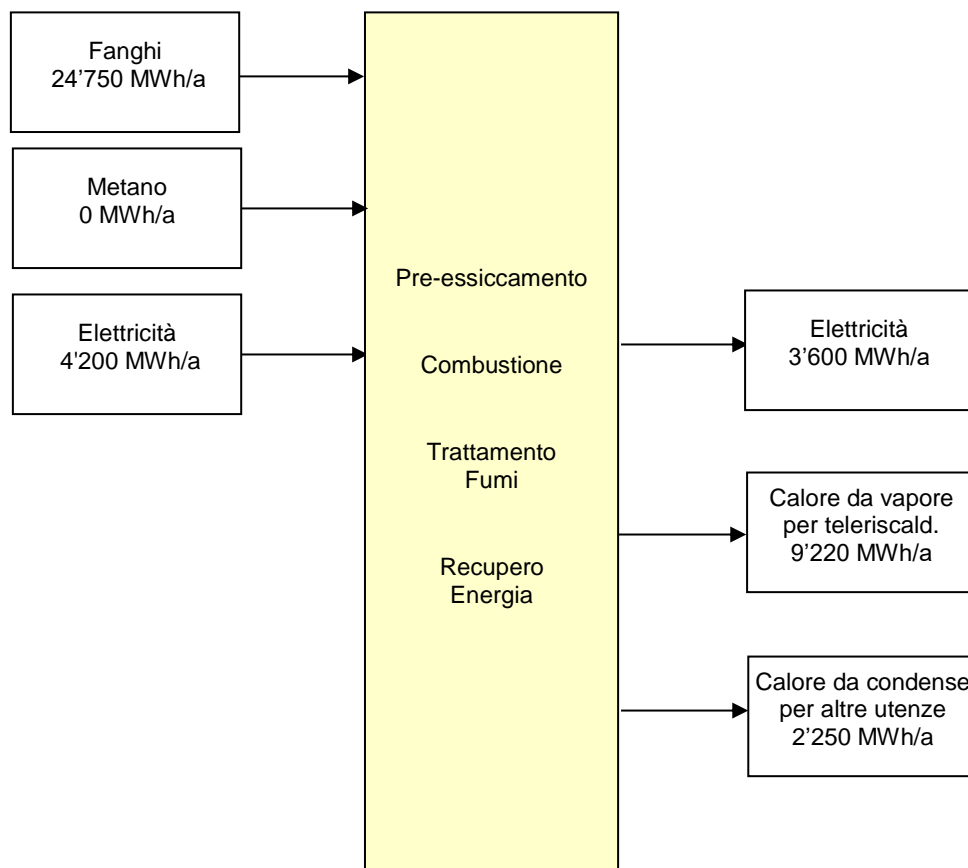 Fanghi
24’750 MWh/a
Metano
0 MWh/a
Elettricità
4'200 MWh/a
Pre-essiccamento
Combustione
Trattamento
Fumi
Recupero
Energia
Elettricità
3’600 MWh/a
Calore da vapore
per teleriscald.
9’220 MWh/a
Calore da condense
per altre utenze
2’250 MWh/a